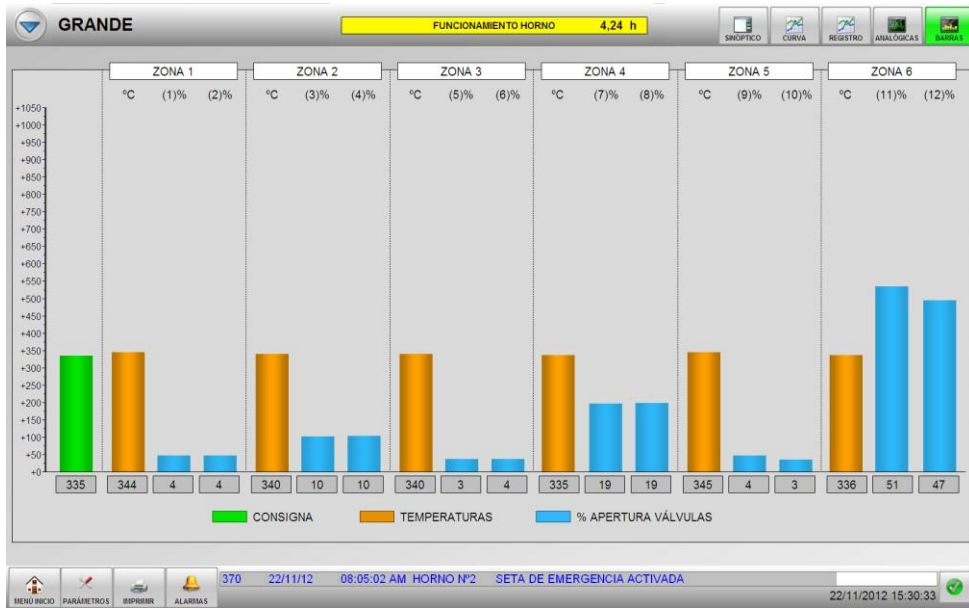 GRANDE
FUNCIONAMIENTO HORNO 4,24 h
SINÓPTICO CURVA REGISTRO ANALÓGICAS BARRAS
ZONA 1 ZONA 2 ZONA 3 ZONA 4 ZONA 5 ZONA 6
ºC (1)% (2)% ºC (3)% (4)% ºC (5)% (6)% ºC (7)% (8)% ºC (9)% (10)% ºC (11)% (12)%
+1050
+1000
+950
+900
+850
+800
+750
+700
+650
+600
+550
+500
+450
+400
+350
+300
+250
+200
+150
+100
+50
+0
335 344 4 4 340 10 10 340 3 4 335 19 19 345 4 3 336 51 47
CONSIGNA TEMPERATURAS % APERTURA VÁLVULAS
370 22/11/12 08:05:02 AM HORNO Nº2 SETA DE EMERGENCIA ACTIVADA
MENÚ INICIO PARÁMETROS IMPRIMIR ALARMAS
22/11/2012 15:30:33